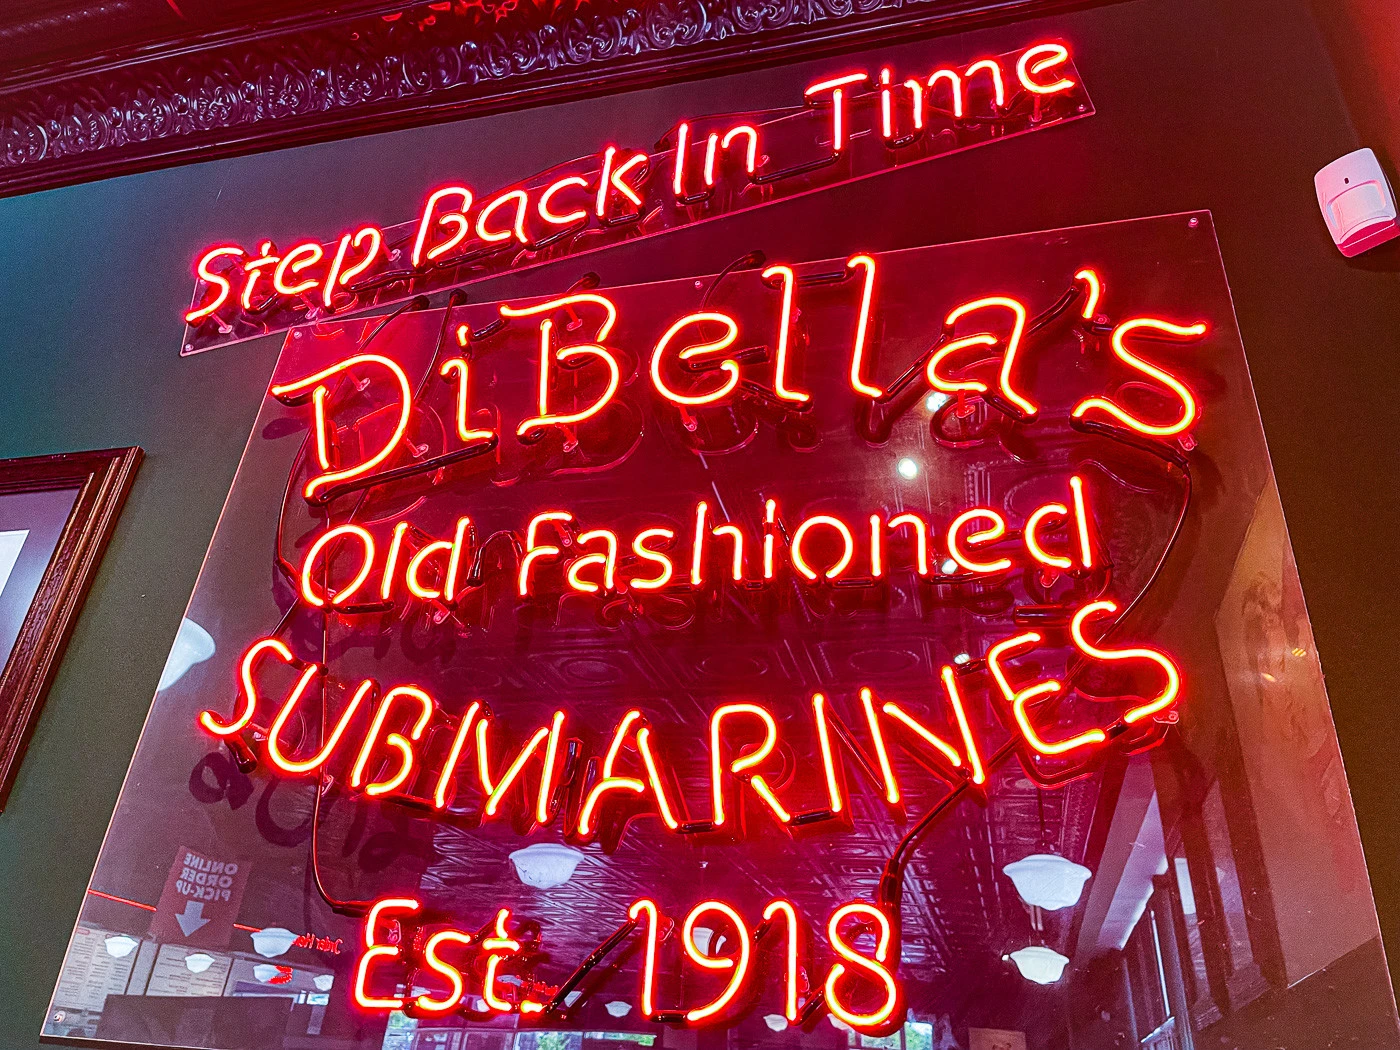 Step Back In Time
DiBella's
Old Fashioned
SUBMARINES
Est. 1918
ONLINE
ORDER
PICK-UP